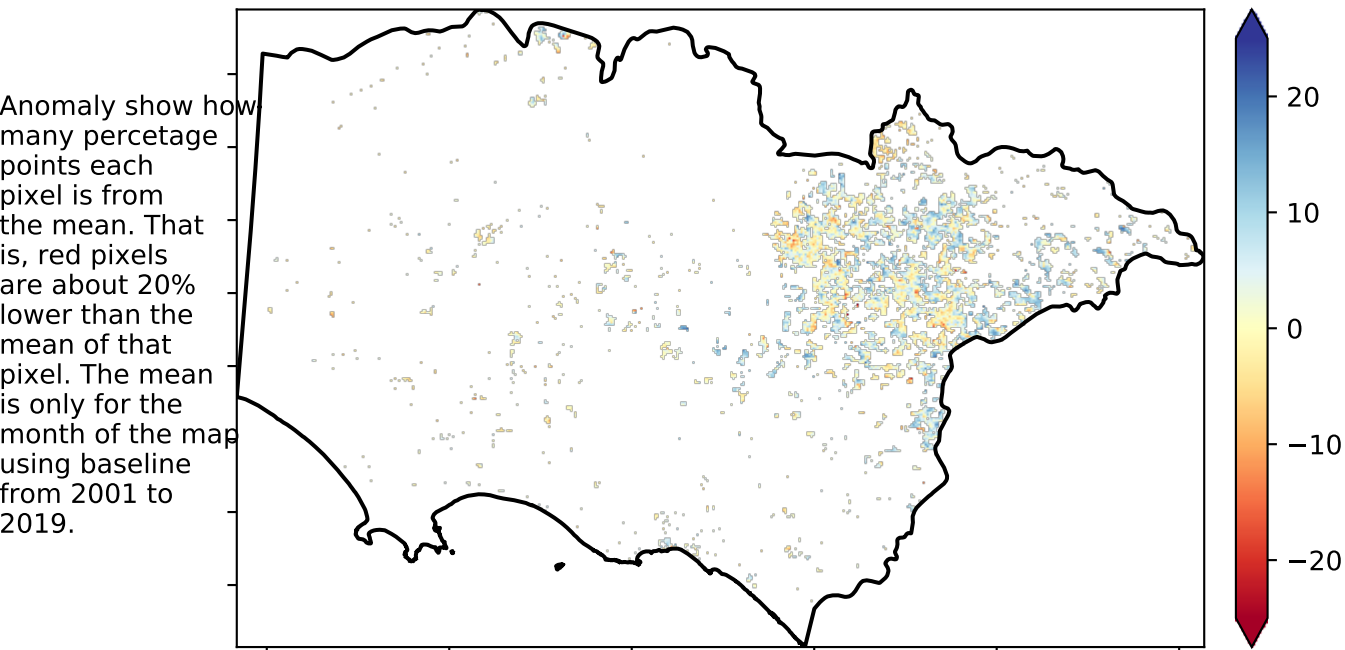 Anomaly show how
many percetage
points each
pixel is from
the mean. That
is, red pixels
are about 20%
lower than the
mean of that
pixel. The mean
is only for the
month of the map
using baseline
from 2001 to
2019.
20
10
0
−10
−20